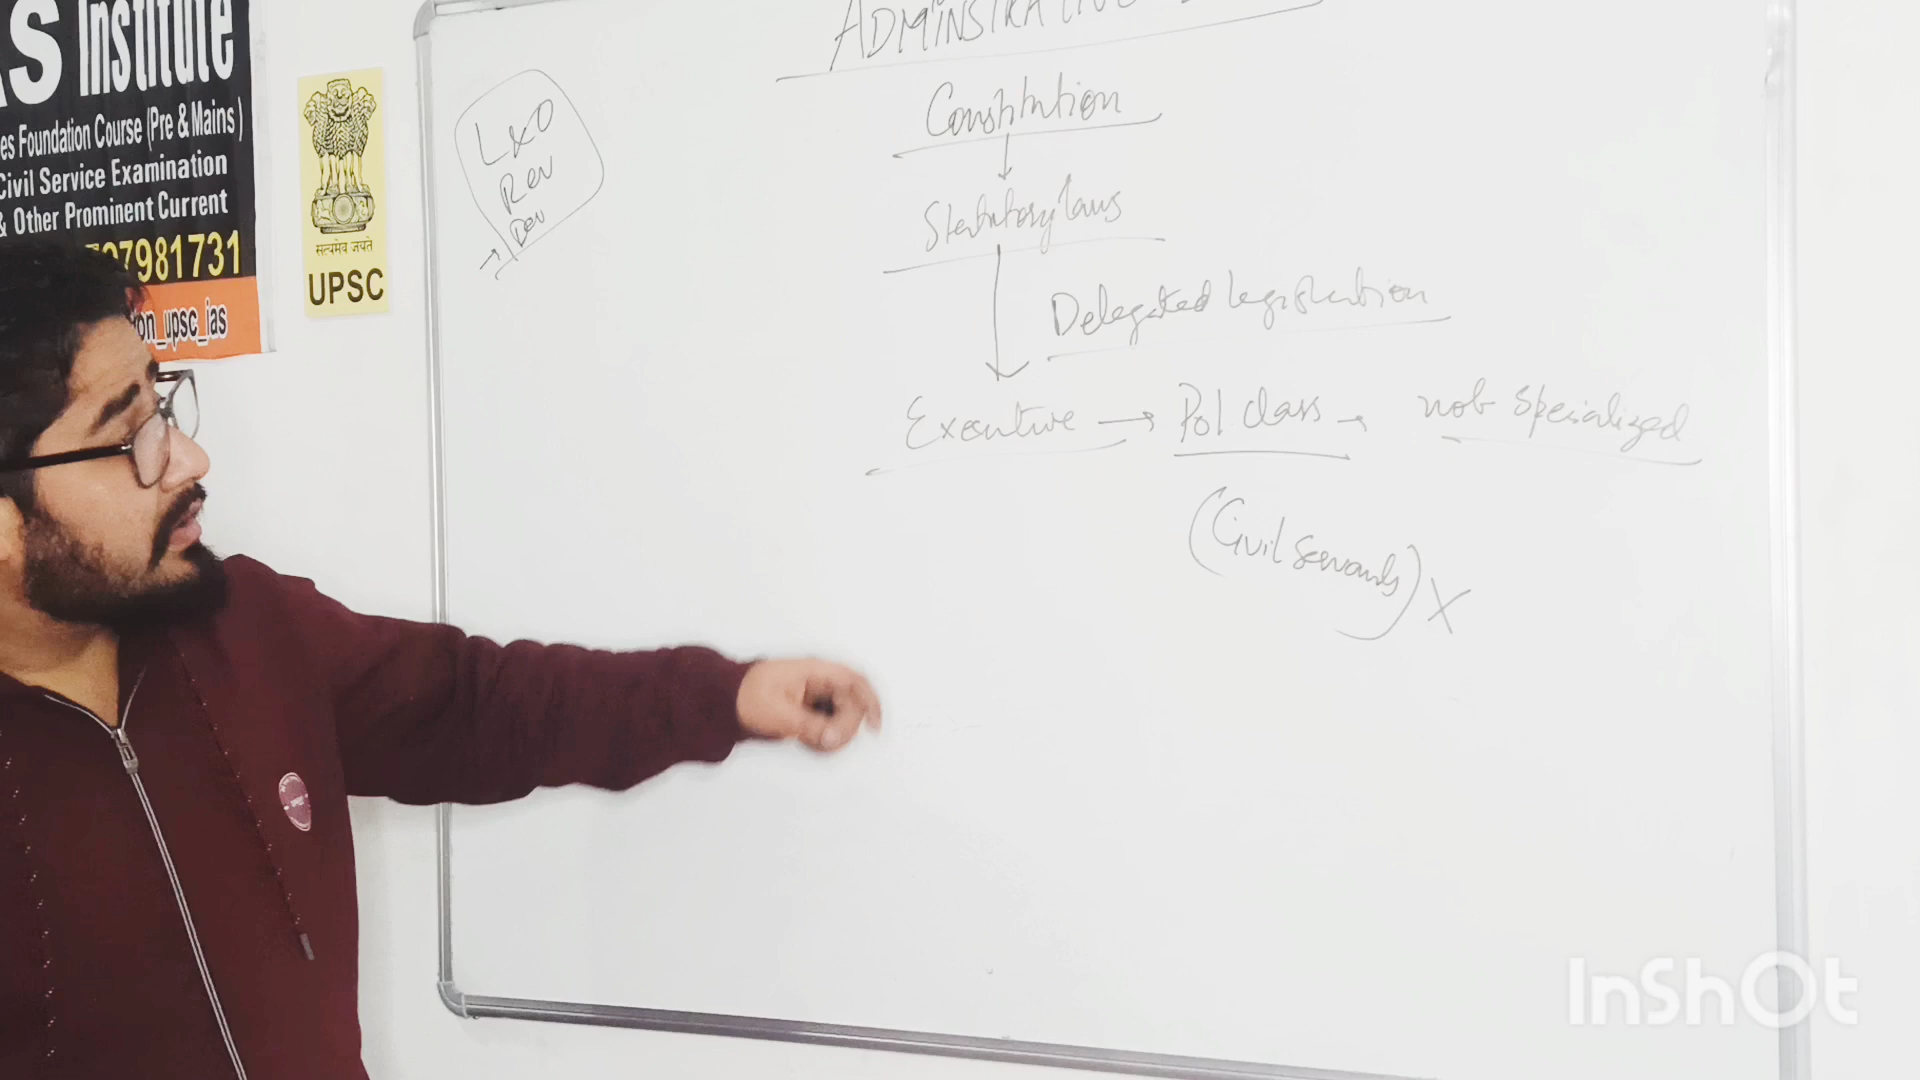 S Institute
es Foundation Course (Pre & Mains)
Civil Service Examination
& Other Prominent Current
7981731
on_upsc_ias
सत्यमेव जयते
UPSC
L & O
Rev
→ Dev
Constitution
Statutory laws
Delegated legislation
Executive → Pol class → not specialized
(Civil Servants) X
InShOt